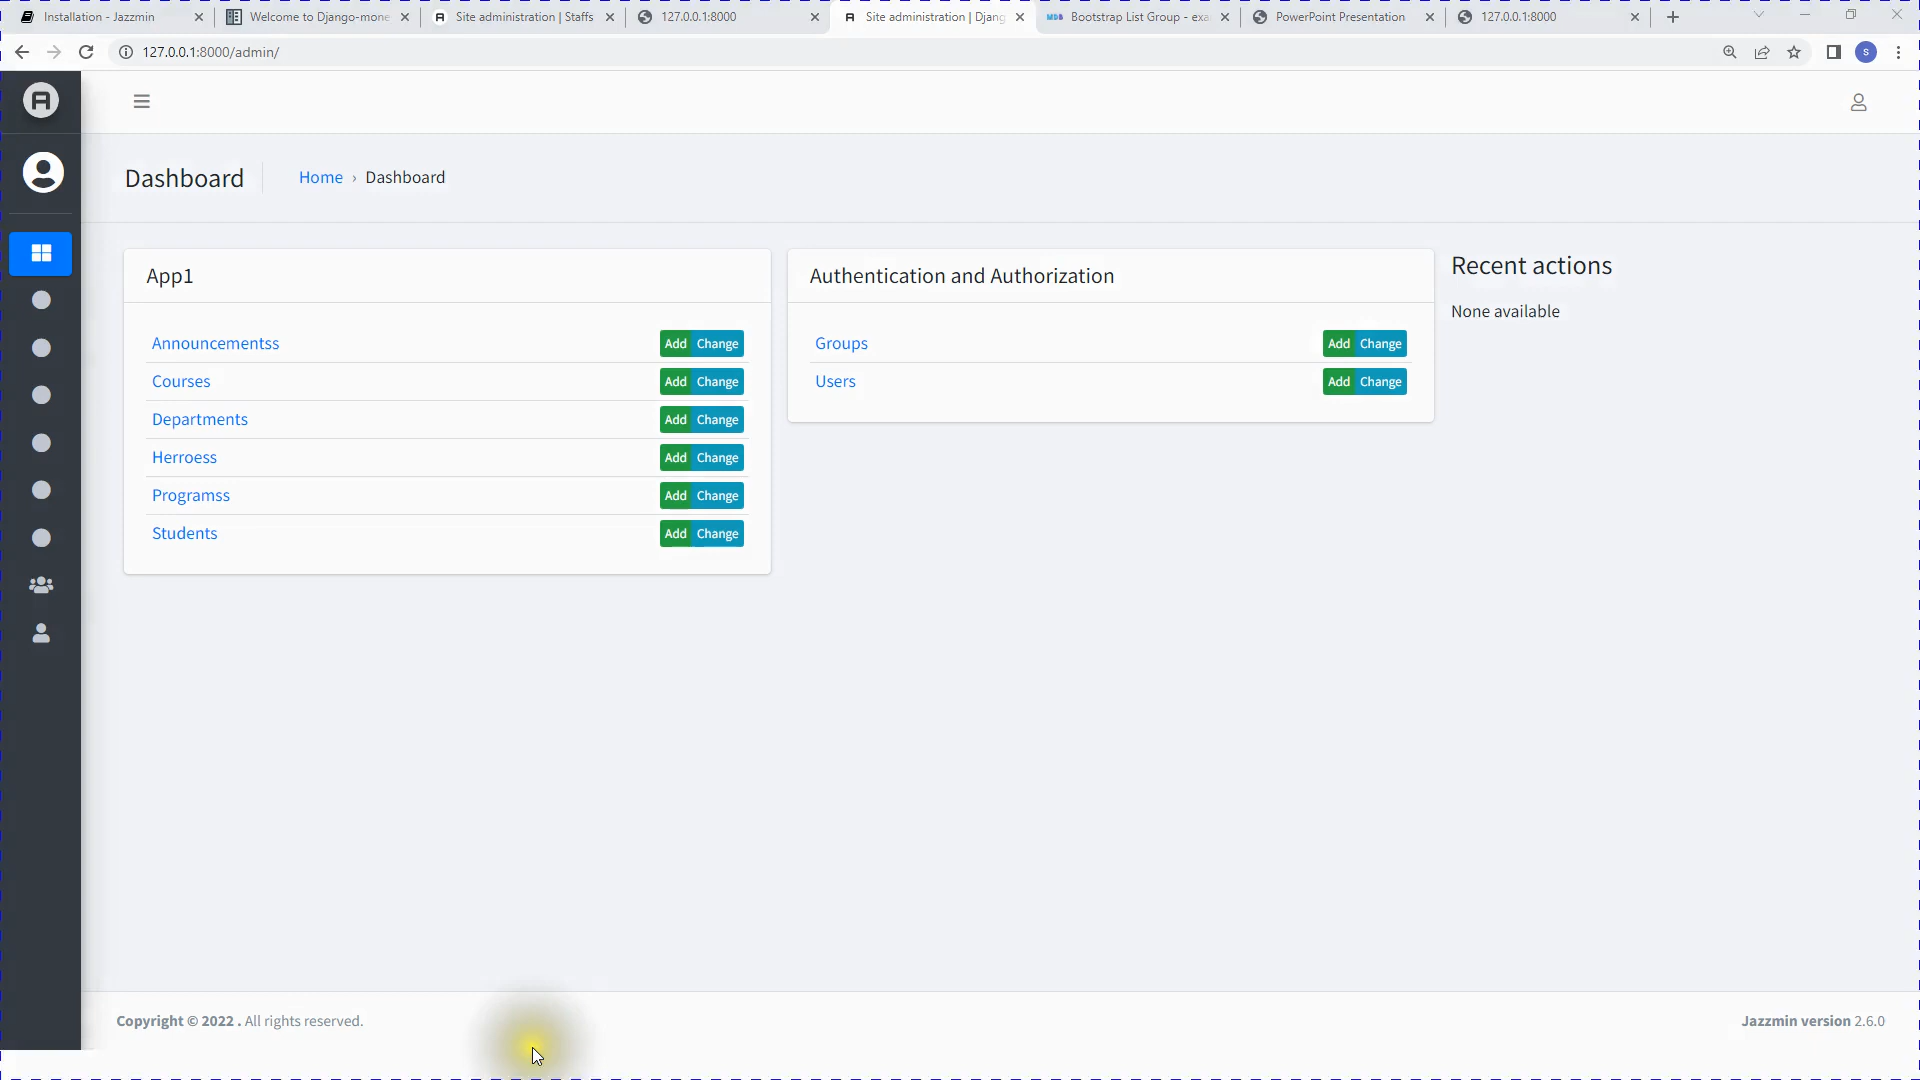 Installation - Jazzmin
Welcome to Django-mone
Site administration | Staffs
127.0.0.1:8000
Site administration | Djang
MDB Bootstrap List Group - exa
PowerPoint Presentation
127.0.0.1:8000
127.0.0.1:8000/admin/
S
A
Dashboard
Home › Dashboard
App1
Announcementss Add Change
Courses Add Change
Departments Add Change
Herroess Add Change
Programss Add Change
Students Add Change
Authentication and Authorization
Groups Add Change
Users Add Change
Recent actions
None available
Copyright © 2022 . All rights reserved.
Jazzmin version 2.6.0